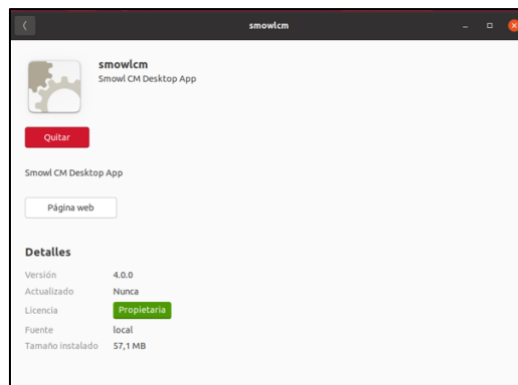 smowlcm
smowlcm
Smowl CM Desktop App
Quitar
Smowl CM Desktop App
Página web
Detalles
Versión 4.0.0
Actualizado Nunca
Licencia Propietaria
Fuente local
Tamaño instalado 57,1 MB